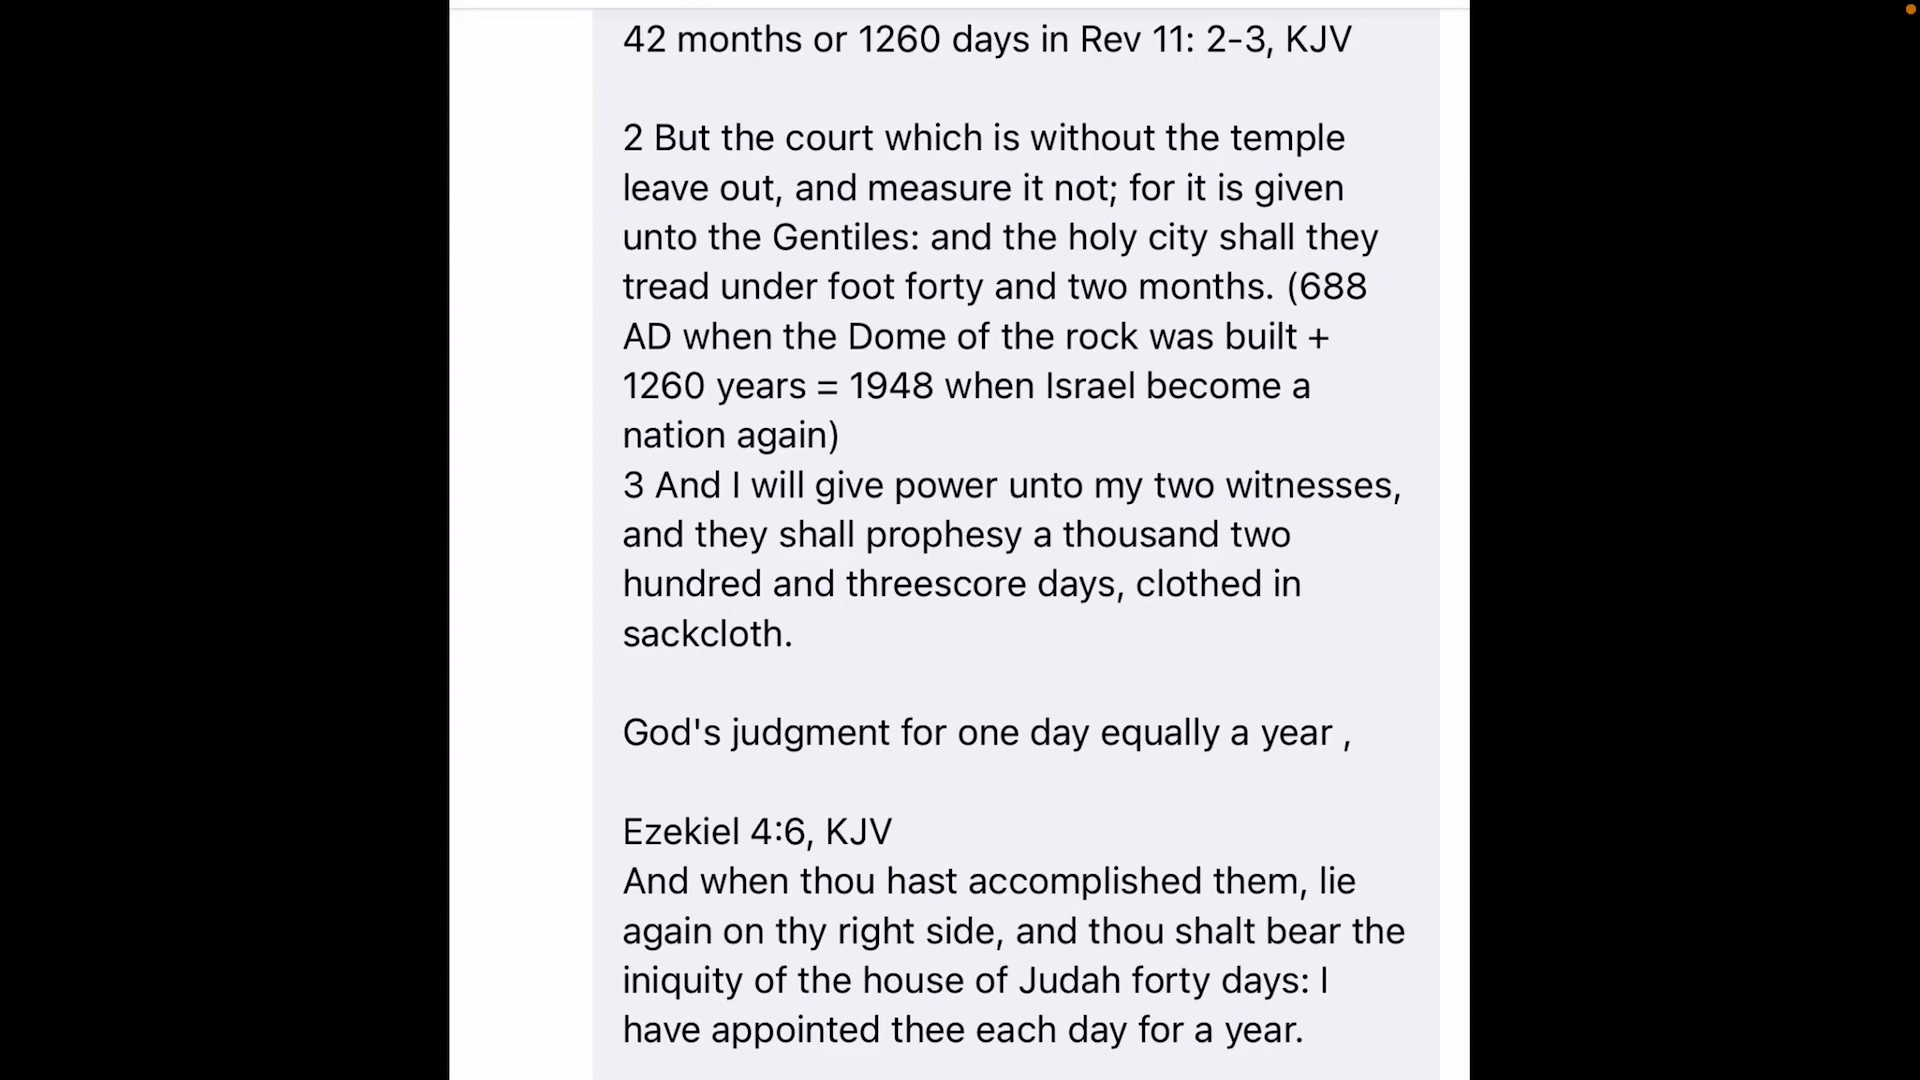 42 months or 1260 days in Rev 11: 2-3, KJV
2 But the court which is without the temple
leave out, and measure it not; for it is given
unto the Gentiles: and the holy city shall they
tread under foot forty and two months. (688
AD when the Dome of the rock was built +
1260 years = 1948 when Israel become a
nation again)
3 And I will give power unto my two witnesses,
and they shall prophesy a thousand two
hundred and threescore days, clothed in
sackcloth.
God's judgment for one day equally a year ,
Ezekiel 4:6, KJV
And when thou hast accomplished them, lie
again on thy right side, and thou shalt bear the
iniquity of the house of Judah forty days: I
have appointed thee each day for a year.